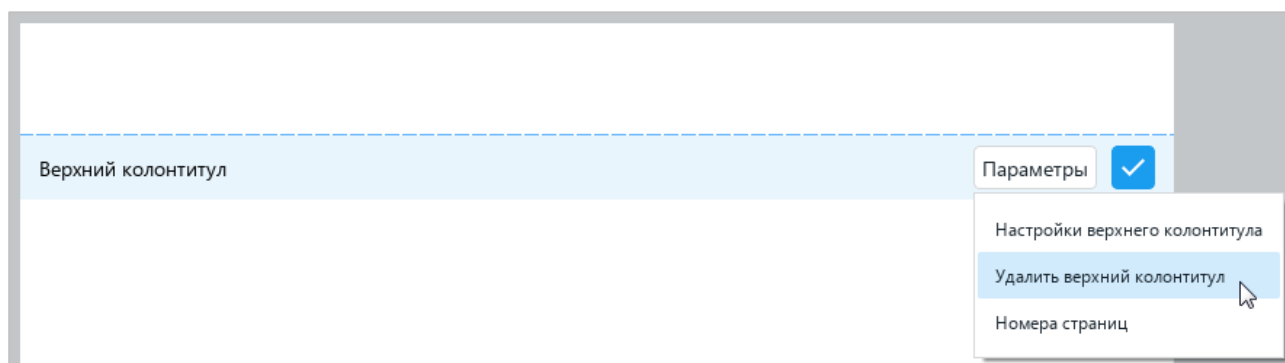 Верхний колонтитул
Параметры
Настройки верхнего колонтитула
Удалить верхний колонтитул
Номера страниц